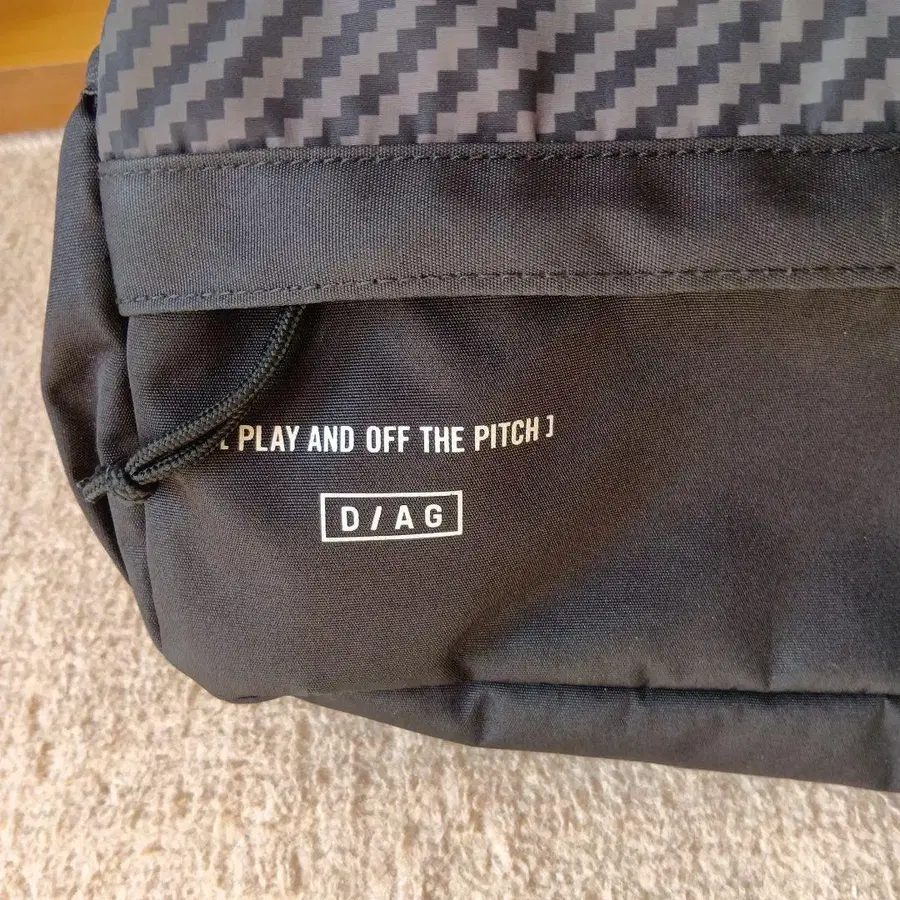 [ PLAY AND OFF THE PITCH ]
D/AG